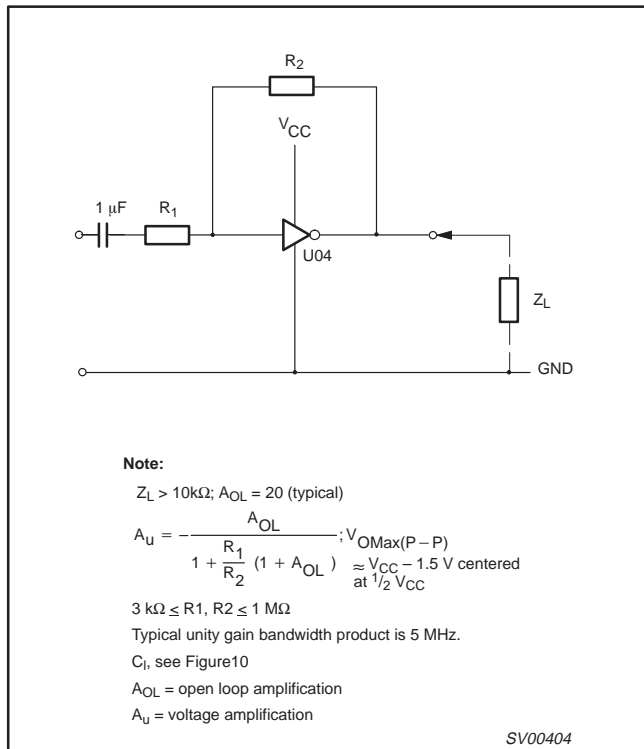 R2
VCC
1 μF
R1
U04
ZL
GND
Note:
ZL > 10kΩ; AOL = 20 (typical)
Au = − AOL / 1 + R1/R2 (1 + AOL) ; VOMax(P − P) ≈ VCC − 1.5 V centered at 1/2 VCC
3 kΩ ≤ R1, R2 ≤ 1 MΩ
Typical unity gain bandwidth product is 5 MHz.
CI, see Figure10
AOL = open loop amplification
Au = voltage amplification
SV00404